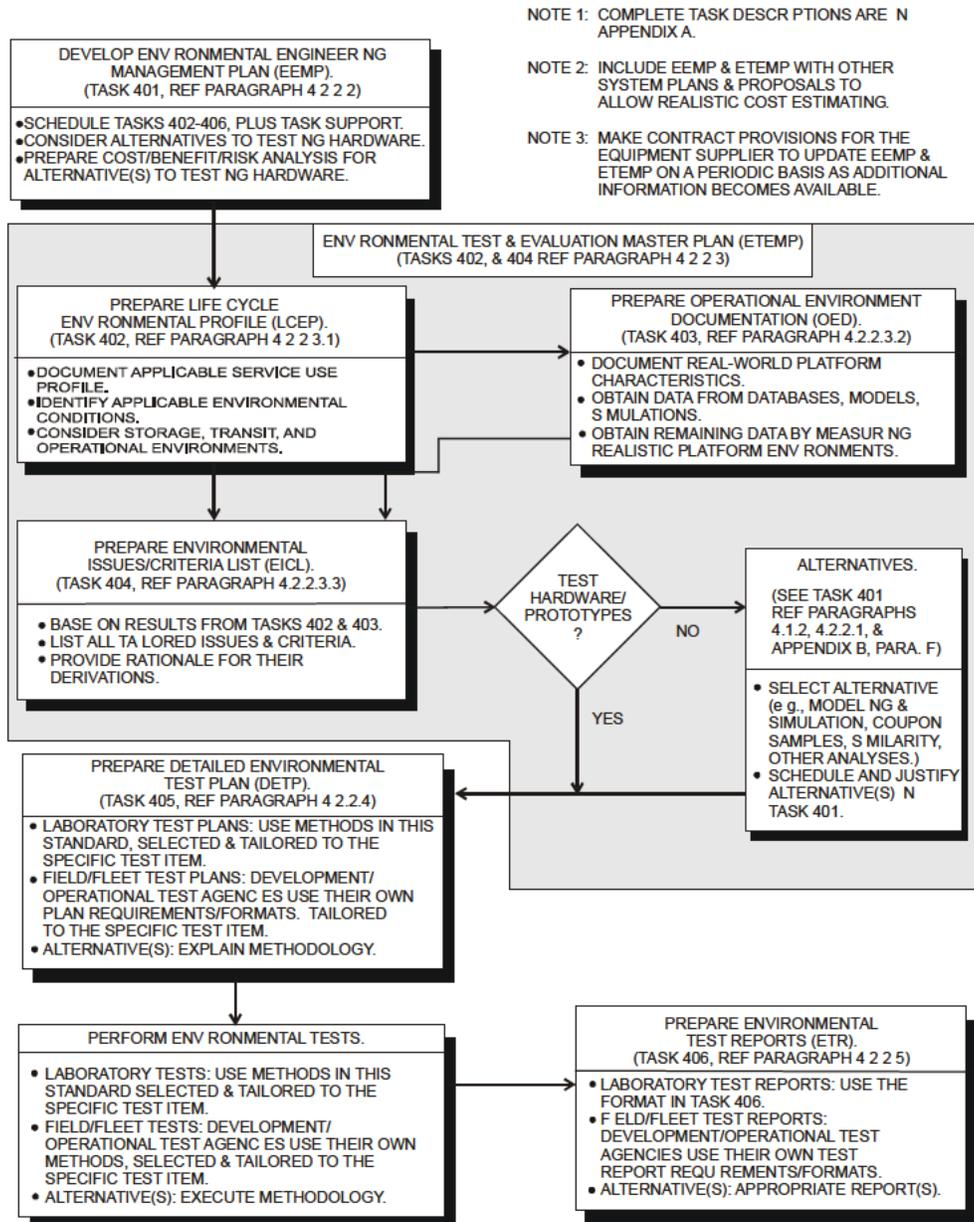 NOTE 1: COMPLETE TASK DESCR PTIONS ARE N
APPENDIX A.
NOTE 2: INCLUDE EEMP & ETEMP WITH OTHER
SYSTEM PLANS & PROPOSALS TO
ALLOW REALISTIC COST ESTIMATING.
NOTE 3: MAKE CONTRACT PROVISIONS FOR THE
EQUIPMENT SUPPLIER TO UPDATE EEMP &
ETEMP ON A PERIODIC BASIS AS ADDITIONAL
INFORMATION BECOMES AVAILABLE.
DEVELOP ENV RONMENTAL ENGINEER NG
MANAGEMENT PLAN (EEMP).
(TASK 401, REF PARAGRAPH 4 2 2 2)
•SCHEDULE TASKS 402-406, PLUS TASK SUPPORT.
•CONSIDER ALTERNATIVES TO TEST NG HARDWARE.
•PREPARE COST/BENEFIT/RISK ANALYSIS FOR
ALTERNATIVE(S) TO TEST NG HARDWARE.
ENV RONMENTAL TEST & EVALUATION MASTER PLAN (ETEMP)
(TASKS 402, & 404 REF PARAGRAPH 4 2 2 3)
PREPARE LIFE CYCLE
ENV RONMENTAL PROFILE (LCEP).
(TASK 402, REF PARAGRAPH 4 2 2 3.1)
•DOCUMENT APPLICABLE SERVICE USE
PROFILE.
•IDENTIFY APPLICABLE ENVIRONMENTAL
CONDITIONS.
•CONSIDER STORAGE, TRANSIT, AND
OPERATIONAL ENVIRONMENTS.
PREPARE OPERATIONAL ENVIRONMENT
DOCUMENTATION (OED).
(TASK 403, REF PARAGRAPH 4.2.2.3.2)
• DOCUMENT REAL-WORLD PLATFORM
CHARACTERISTICS.
• OBTAIN DATA FROM DATABASES, MODELS,
S MULATIONS.
• OBTAIN REMAINING DATA BY MEASUR NG
REALISTIC PLATFORM ENV RONMENTS.
PREPARE ENVIRONMENTAL
ISSUES/CRITERIA LIST (EICL).
(TASK 404, REF PARAGRAPH 4.2.2.3.3)
• BASE ON RESULTS FROM TASKS 402 & 403.
• LIST ALL TA LORED ISSUES & CRITERIA.
• PROVIDE RATIONALE FOR THEIR
DERIVATIONS.
TEST
HARDWARE/
PROTOTYPES
?
NO
YES
ALTERNATIVES.
(SEE TASK 401
REF PARAGRAPHS
4.1.2, 4.2.2.1, &
APPENDIX B, PARA. F)
• SELECT ALTERNATIVE
(e g., MODEL NG &
SIMULATION, COUPON
SAMPLES, S MILARITY,
OTHER ANALYSES.)
• SCHEDULE AND JUSTIFY
ALTERNATIVE(S) N
TASK 401.
PREPARE DETAILED ENVIRONMENTAL
TEST PLAN (DETP).
(TASK 405, REF PARAGRAPH 4 2.2.4)
• LABORATORY TEST PLANS: USE METHODS IN THIS
STANDARD, SELECTED & TAILORED TO THE
SPECIFIC TEST ITEM.
• FIELD/FLEET TEST PLANS: DEVELOPMENT/
OPERATIONAL TEST AGENC ES USE THEIR OWN
PLAN REQUIREMENTS/FORMATS. TAILORED
TO THE SPECIFIC TEST ITEM.
• ALTERNATIVE(S): EXPLAIN METHODOLOGY.
PERFORM ENV RONMENTAL TESTS.
• LABORATORY TESTS: USE METHODS IN THIS
STANDARD SELECTED & TAILORED TO THE
SPECIFIC TEST ITEM.
• FIELD/FLEET TESTS: DEVELOPMENT/
OPERATIONAL TEST AGENC ES USE THEIR OWN
METHODS, SELECTED & TAILORED TO THE
SPECIFIC TEST ITEM.
• ALTERNATIVE(S): EXECUTE METHODOLOGY.
PREPARE ENVIRONMENTAL
TEST REPORTS (ETR).
(TASK 406, REF PARAGRAPH 4 2 2 5)
• LABORATORY TEST REPORTS: USE THE
FORMAT IN TASK 406.
• F ELD/FLEET TEST REPORTS:
DEVELOPMENT/OPERATIONAL TEST
AGENCIES USE THEIR OWN TEST
REPORT REQU REMENTS/FORMATS.
• ALTERNATIVE(S): APPROPRIATE REPORT(S).